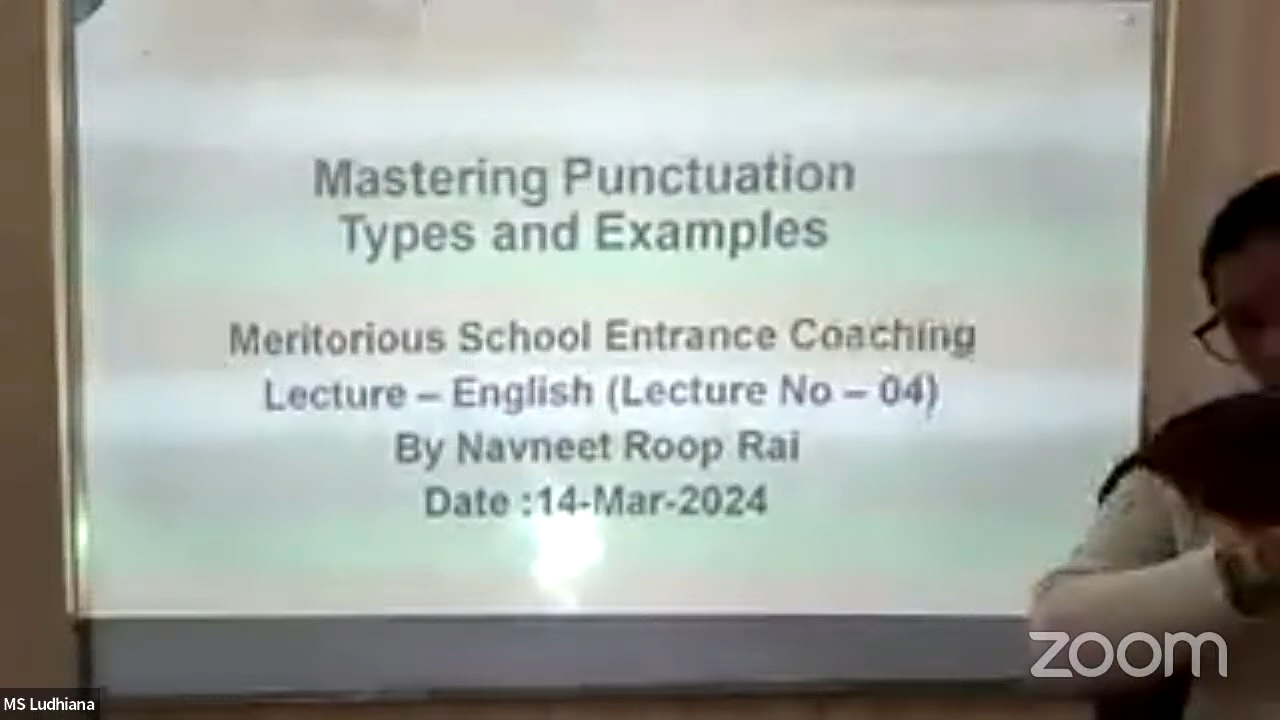 Mastering Punctuation
Types and Examples
Meritorious School Entrance Coaching
Lecture – English (Lecture No – 04)
By Navneet Roop Rai
Date :14-Mar-2024
zoom
MS Ludhiana